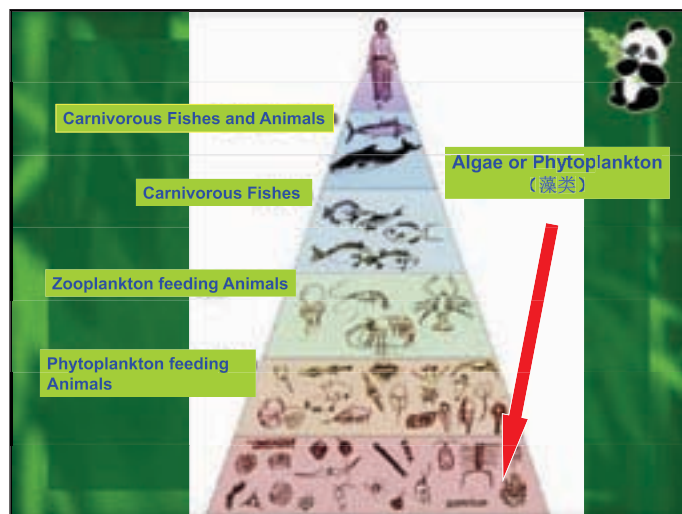 Carnivorous Fishes and Animals
Algae or Phytoplankton
(藻类)
Carnivorous Fishes
Zooplankton feeding Animals
Phytoplankton feeding
Animals